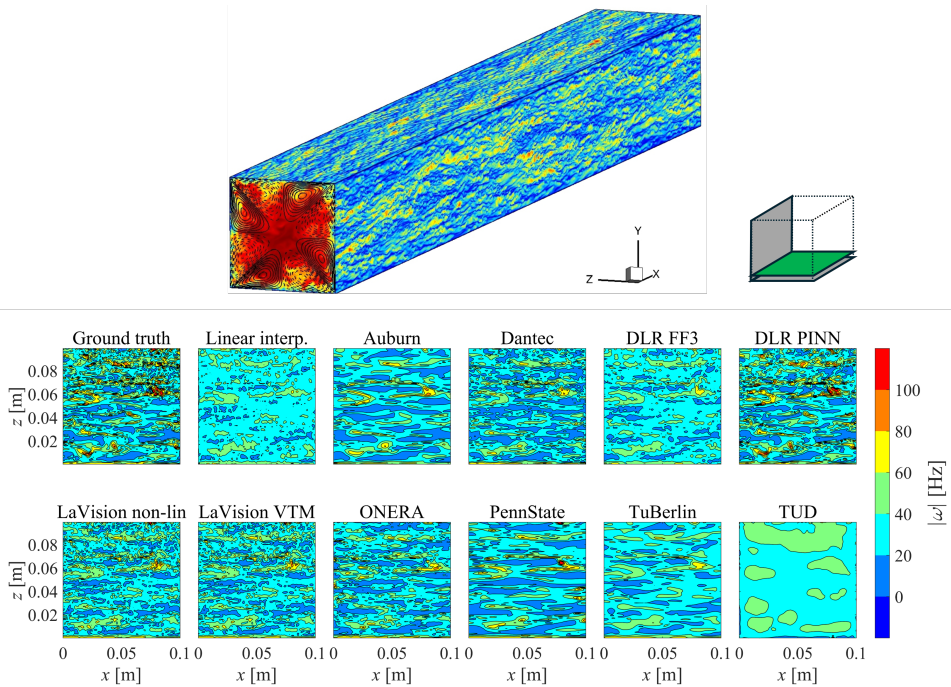 Y
Z
X
Ground truth
Linear interp.
Auburn
Dantec
DLR FF3
DLR PINN
0.08
0.06
0.04
0.02
z [m]
100
80
60
40
20
0
|ω| [Hz]
LaVision non-lin
LaVision VTM
ONERA
PennState
TuBerlin
TUD
0.08
0.06
0.04
0.02
z [m]
0 0.05 0.1
0 0.05 0.1
0 0.05 0.1
0 0.05 0.1
0 0.05 0.1
0 0.05 0.1
x [m]
x [m]
x [m]
x [m]
x [m]
x [m]